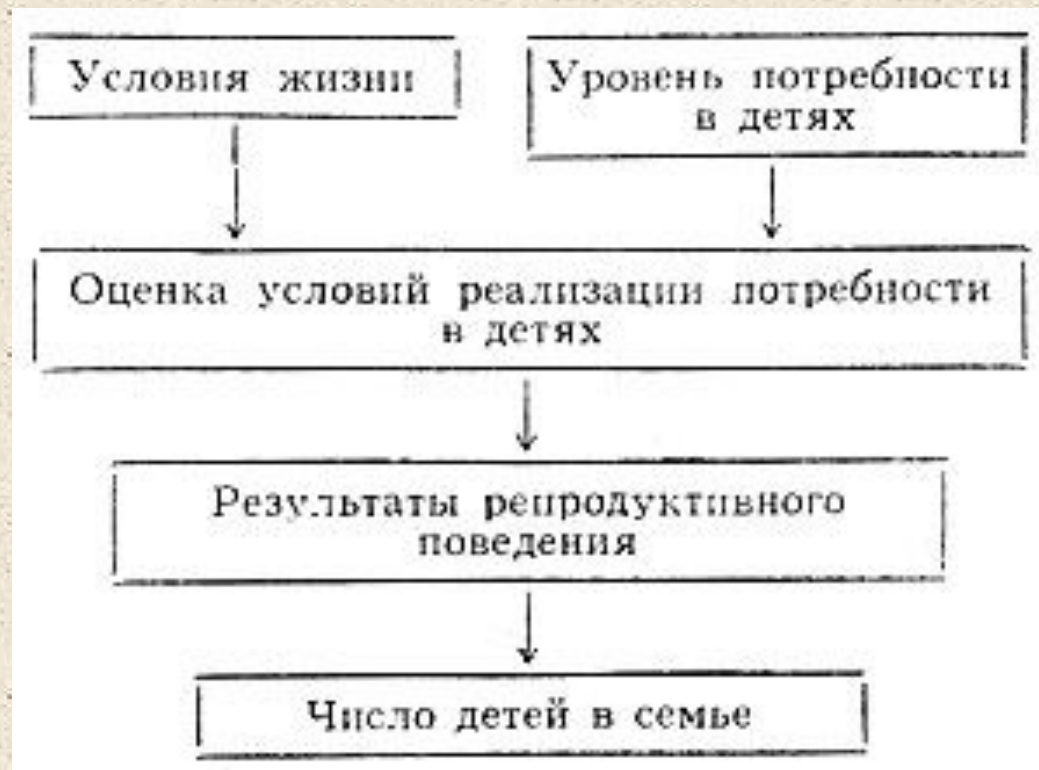 Условия жизни
Уровень потребности
в детях
Оценка условий реализации потребности
в детях
Результаты репродуктивного
поведения
Число детей в семье